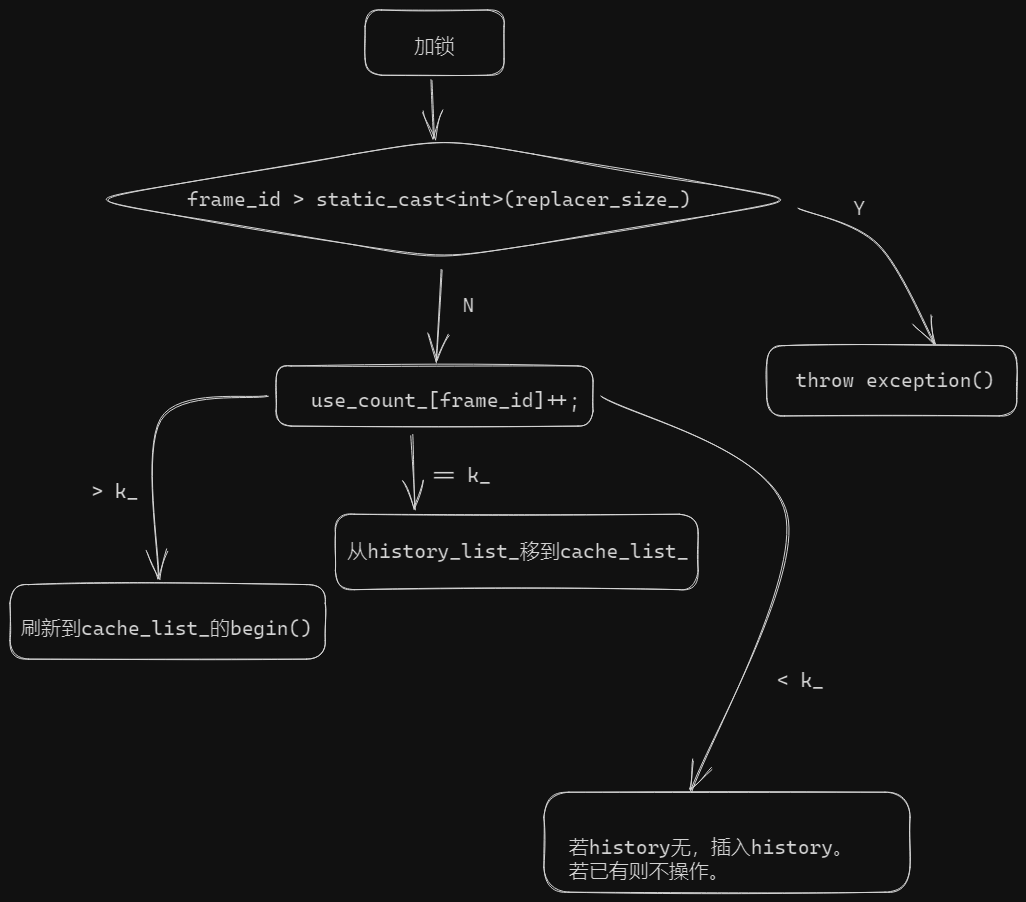 加锁
frame_id > static_cast<int>(replacer_size_)
Y
N
throw exception()
use_count_[frame_id]++;
== k_
> k_
从history_list_移到cache_list_
刷新到cache_list_的begin()
< k_
若history无，插入history。
若已有则不操作。